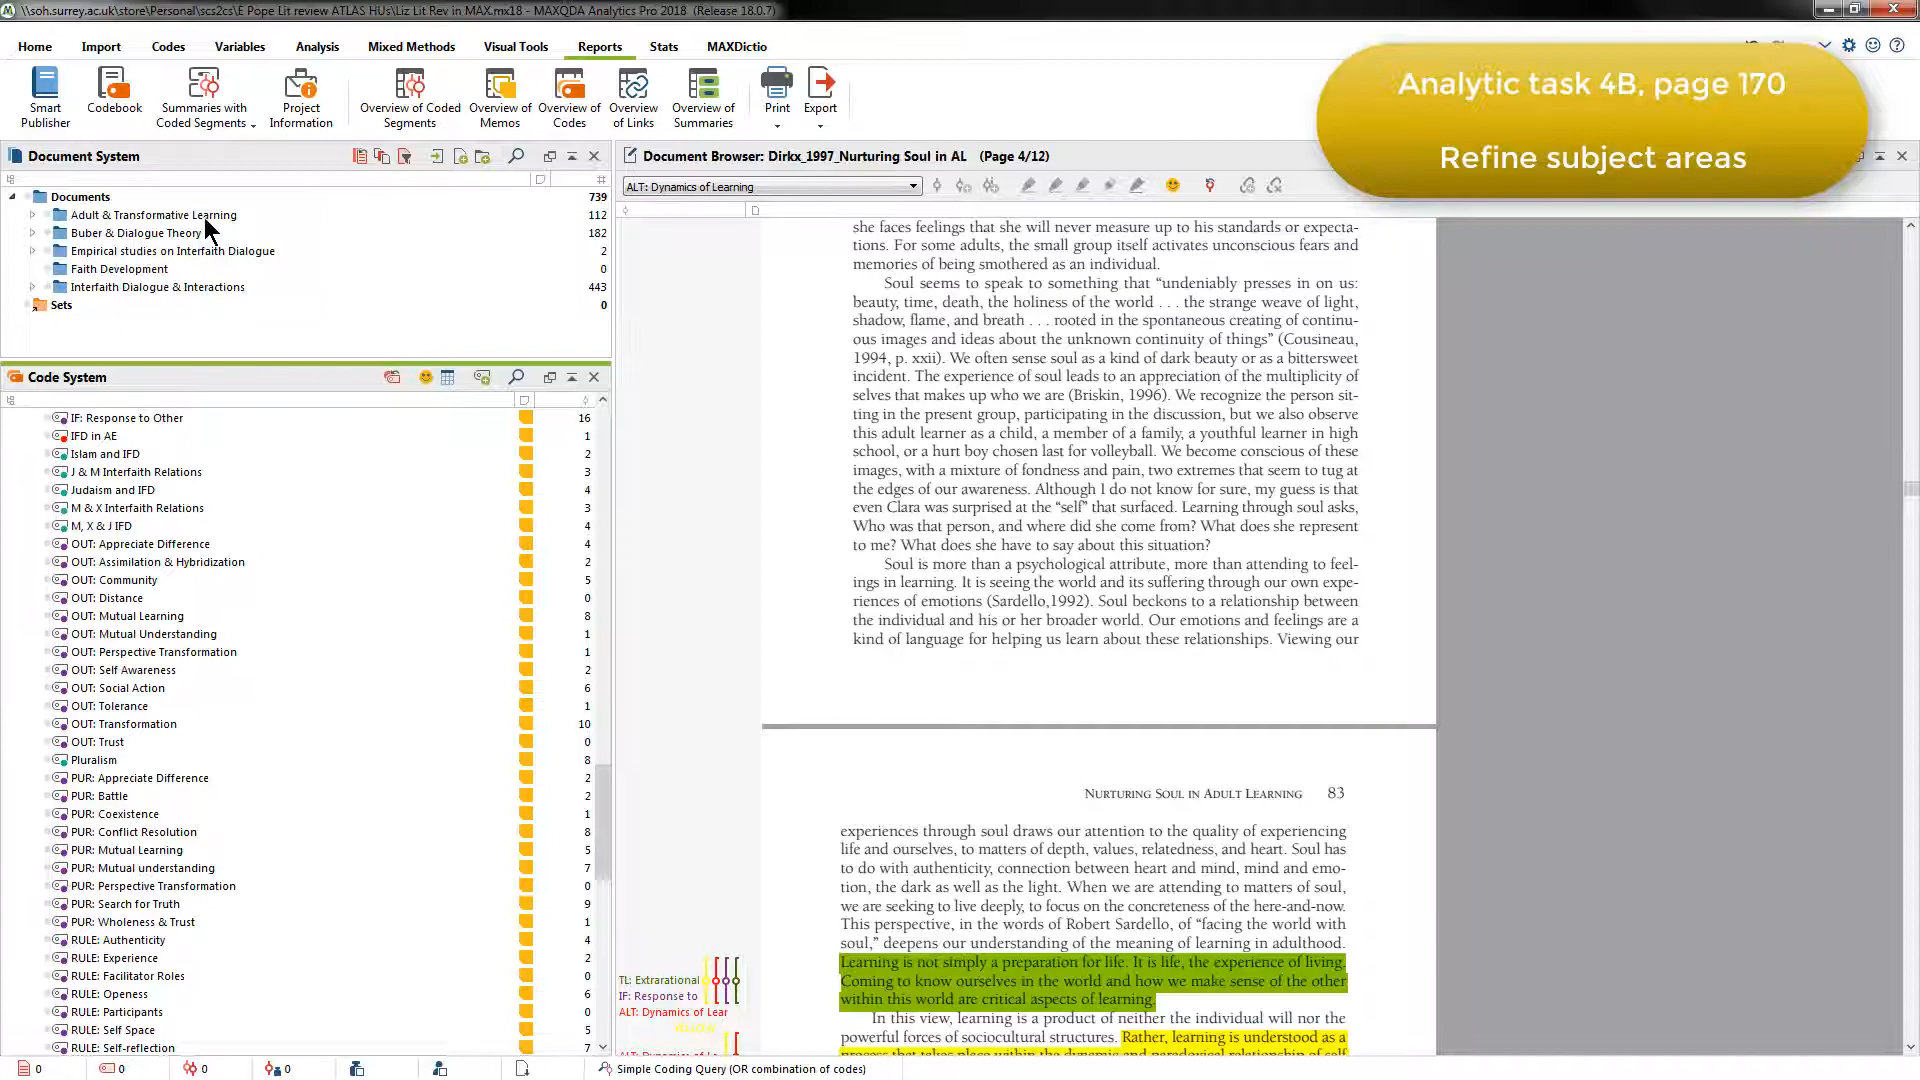 \\soh.surrey.ac.uk\store\Personal\scs2cs\E Pope Lit review ATLAS HUs\Liz Lit Rev in MAX.mx18 - MAXQDA Analytics Pro 2018 (Release 18.0.7)
Home Import Codes Variables Analysis Mixed Methods Visual Tools Reports Stats MAXDictio
Smart Publisher
Codebook
Summaries with Coded Segments
Project Information
Overview of Coded Segments
Overview of Memos
Overview of Codes
Overview of Links
Overview of Summaries
Print
Export
Analytic task 4B, page 170
Refine subject areas
Document System
Documents 739
Adult & Transformative Learning 112
Buber & Dialogue Theory 182
Empirical studies on Interfaith Dialogue 2
Faith Development 0
Interfaith Dialogue & Interactions 443
Sets 0
Code System
IF: Response to Other 16
IFD in AE 1
Islam and IFD 2
J & M Interfaith Relations 3
Judaism and IFD 4
M & X Interfaith Relations 3
M, X & J IFD 4
OUT: Appreciate Difference 4
OUT: Assimilation & Hybridization 2
OUT: Community 5
OUT: Distance 0
OUT: Mutual Learning 8
OUT: Mutual Understanding 1
OUT: Perspective Transformation 1
OUT: Self Awareness 2
OUT: Social Action 6
OUT: Tolerance 1
OUT: Transformation 10
OUT: Trust 0
Pluralism 8
PUR: Appreciate Difference 2
PUR: Battle 2
PUR: Coexistence 1
PUR: Conflict Resolution 8
PUR: Mutual Learning 5
PUR: Mutual understanding 7
PUR: Perspective Transformation 0
PUR: Search for Truth 9
PUR: Wholeness & Trust 1
RULE: Authenticity 4
RULE: Experience 2
RULE: Facilitator Roles 0
RULE: Openess 6
RULE: Participants 0
RULE: Self Space 5
RULE: Self-reflection 7
Document Browser: Dirkx_1997_Nurturing Soul in AL (Page 4/12)
ALT: Dynamics of Learning
she faces feelings that she will never measure up to his standards or expecta-
tions. For some adults, the small group itself activates unconscious fears and
memories of being smothered as an individual.
Soul seems to speak to something that “undeniably presses in on us:
beauty, time, death, the holiness of the world . . . the strange weave of light,
shadow, flame, and breath . . . rooted in the spontaneous creating of continu-
ous images and ideas about the unknown continuity of things” (Cousineau,
1994, p. xxii). We often sense soul as a kind of dark beauty or as a bittersweet
incident. The experience of soul leads to an appreciation of the multiplicity of
selves that makes up who we are (Briskin, 1996). We recognize the person sit-
ting in the present group, participating in the discussion, but we also observe
this adult learner as a child, a member of a family, a youthful learner in high
school, or a hurt boy chosen last for volleyball. We become conscious of these
images, with a mixture of fondness and pain, two extremes that seem to tug at
the edges of our awareness. Although I do not know for sure, my guess is that
even Clara was surprised at the “self” that surfaced. Learning through soul asks,
Who was that person, and where did she come from? What does she represent
to me? What does she have to say about this situation?
Soul is more than a psychological attribute, more than attending to feel-
ings in learning. It is seeing the world and its suffering through our own expe-
riences of emotions (Sardello,1992). Soul beckons to a relationship between
the individual and his or her broader world. Our emotions and feelings are a
kind of language for helping us learn about these relationships. Viewing our
NURTURING SOUL IN ADULT LEARNING 83
experiences through soul draws our attention to the quality of experiencing
life and ourselves, to matters of depth, values, relatedness, and heart. Soul has
to do with authenticity, connection between heart and mind, mind and emo-
tion, the dark as well as the light. When we are attending to matters of soul,
we are seeking to live deeply, to focus on the concreteness of the here-and-now.
This perspective, in the words of Robert Sardello, of “facing the world with
soul,” deepens our understanding of the meaning of learning in adulthood.
Learning is not simply a preparation for life. It is life, the experience of living.
Coming to know ourselves in the world and how we make sense of the other
within this world are critical aspects of learning.
In this view, learning is a product of neither the individual will nor the
powerful forces of sociocultural structures. Rather, learning is understood as a
process that takes place within the dynamic and paradoxical relationship of self
TL: Extrarational
IF: Response to
ALT: Dynamics of Lear
YELLOW
0 0 0 0
Simple Coding Query (OR combination of codes)